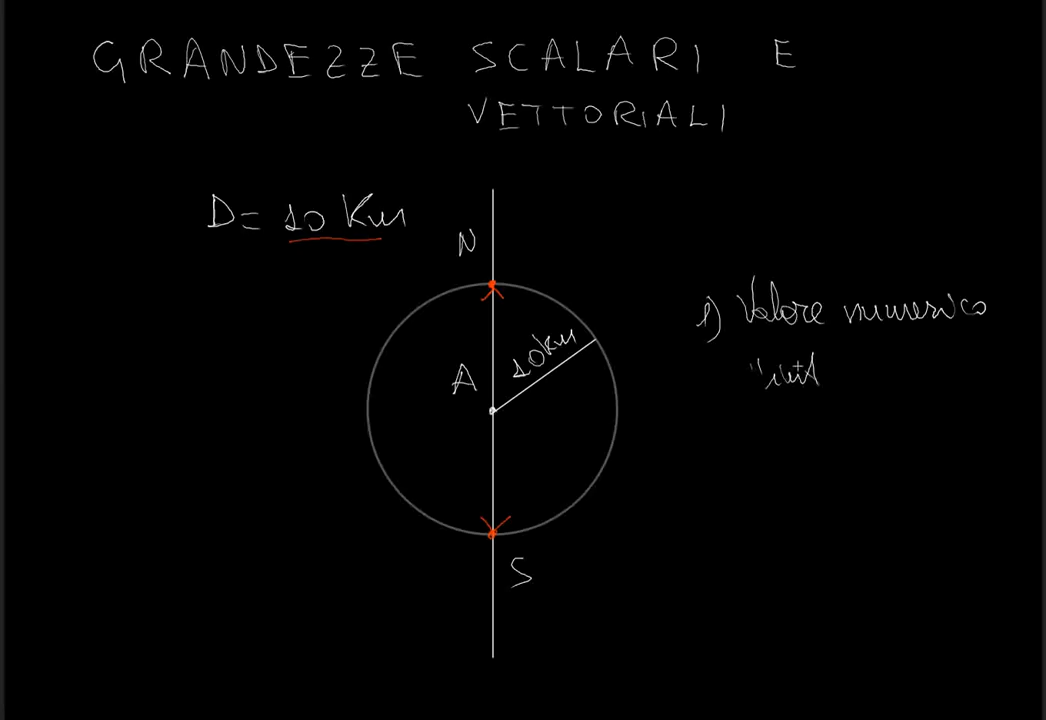 GRANDEZZE SCALARI E
VETTORIALI
D= 10 Km
N
10 km
A
1) Valore numerico
S